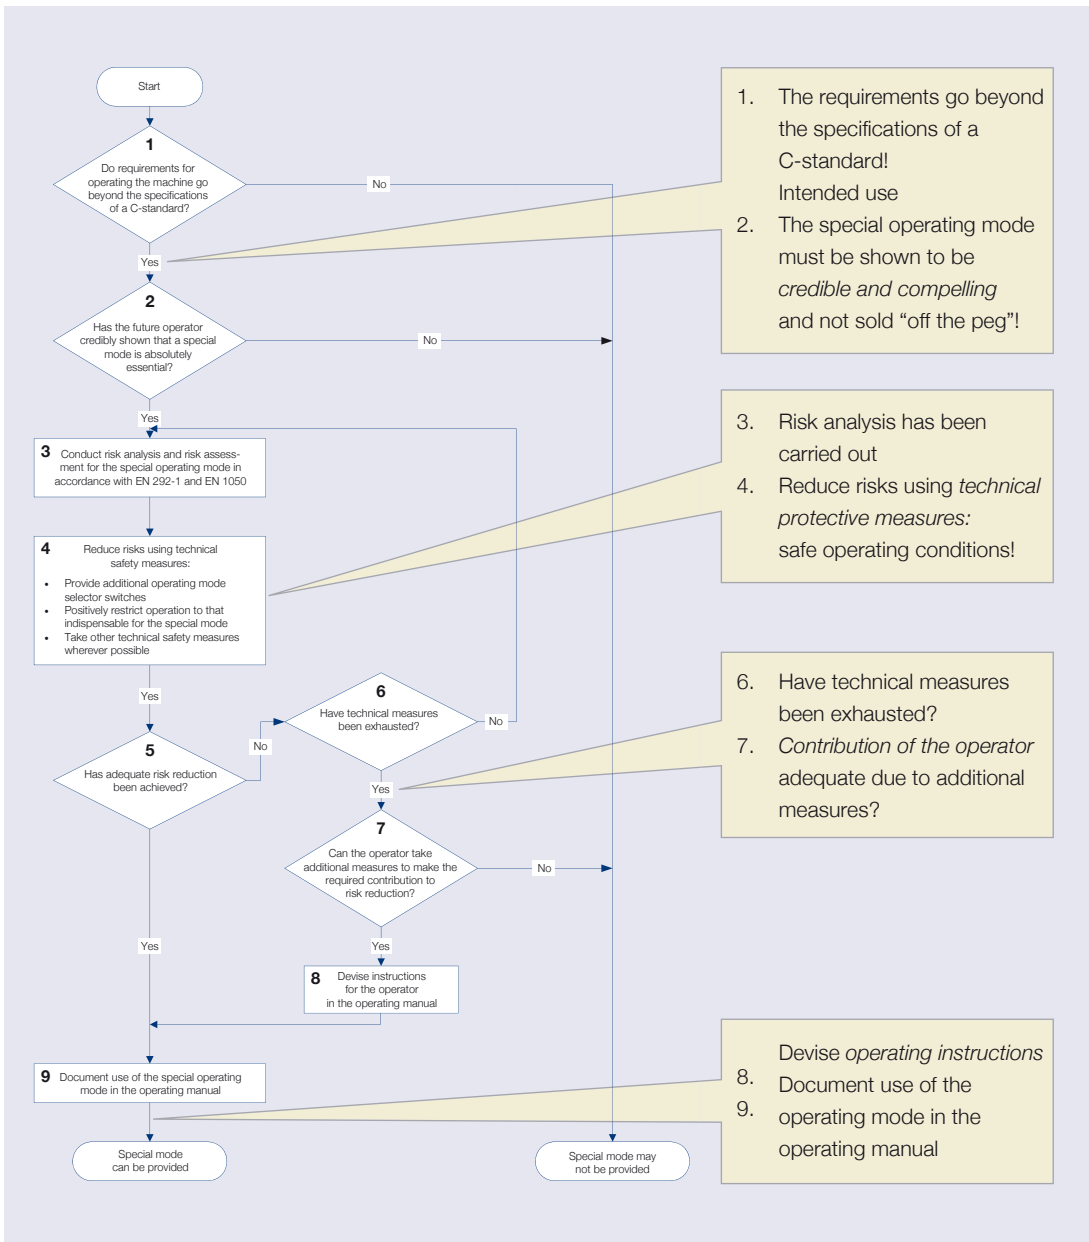 Start
1
Do requirements for
operating the machine go
beyond the specifications
of a C-standard?
No
Yes
2
Has the future operator
credibly shown that a special
mode is absolutely
essential?
No
Yes
3 Conduct risk analysis and risk assess-
ment for the special operating mode in
accordance with EN 292-1 and EN 1050
4 Reduce risks using technical
safety measures:
• Provide additional operating mode
selector switches
• Positively restrict operation to that
indispensable for the special mode
• Take other technical safety measures
wherever possible
Yes
5
Has adequate risk reduction
been achieved?
No
6
Have technical measures
been exhausted?
No
Yes
7
Can the operator take
additional measures to make the
required contribution to
risk reduction?
No
Yes
Yes
8 Devise instructions
for the operator
in the operating manual
9 Document use of the special operating
mode in the operating manual
Special mode
can be provided
Special mode may
not be provided
1. The requirements go beyond
the specifications of a
C-standard!
Intended use
2. The special operating mode
must be shown to be
credible and compelling
and not sold “off the peg”!
3. Risk analysis has been
carried out
4. Reduce risks using technical
protective measures:
safe operating conditions!
6. Have technical measures
been exhausted?
7. Contribution of the operator
adequate due to additional
measures?
Devise operating instructions
8. Document use of the
9. operating mode in the
operating manual